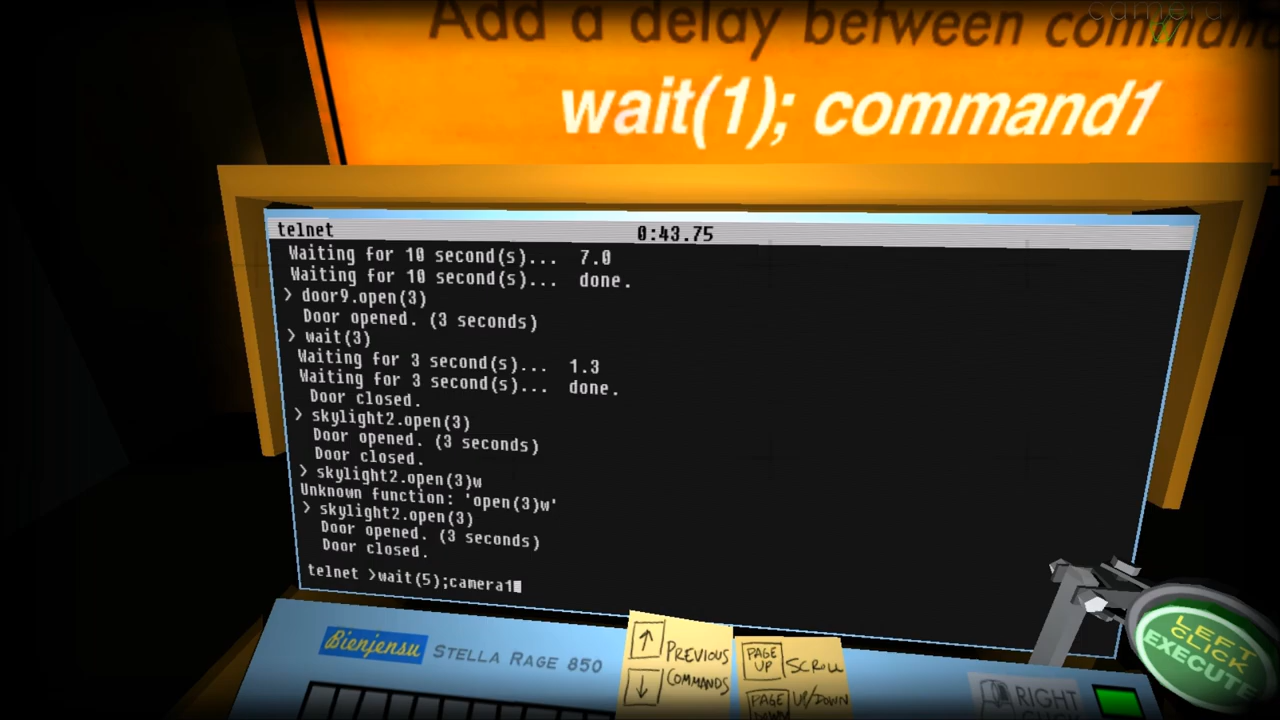 camera
Add a delay between command
wait(1); command1
telnet 0:43.75
Waiting for 10 second(s)... 7.0
Waiting for 10 second(s)... done.
> door9.open(3)
Door opened. (3 seconds)
> wait(3)
Waiting for 3 second(s)... 1.3
Waiting for 3 second(s)... done.
Door closed.
> skylight2.open(3)
Door opened. (3 seconds)
Door closed.
> skylight2.open(3)w
Unknown function: 'open(3)w'
> skylight2.open(3)
Door opened. (3 seconds)
Door closed.
telnet >wait(5);camera1
Bienjensu STELLA RAGE 850
↑ PREVIOUS
↓ COMMANDS
PAGE UP SCROLL
PAGE DOWN UP/DOWN
RIGHT
LEFT
CLICK
EXECUTE